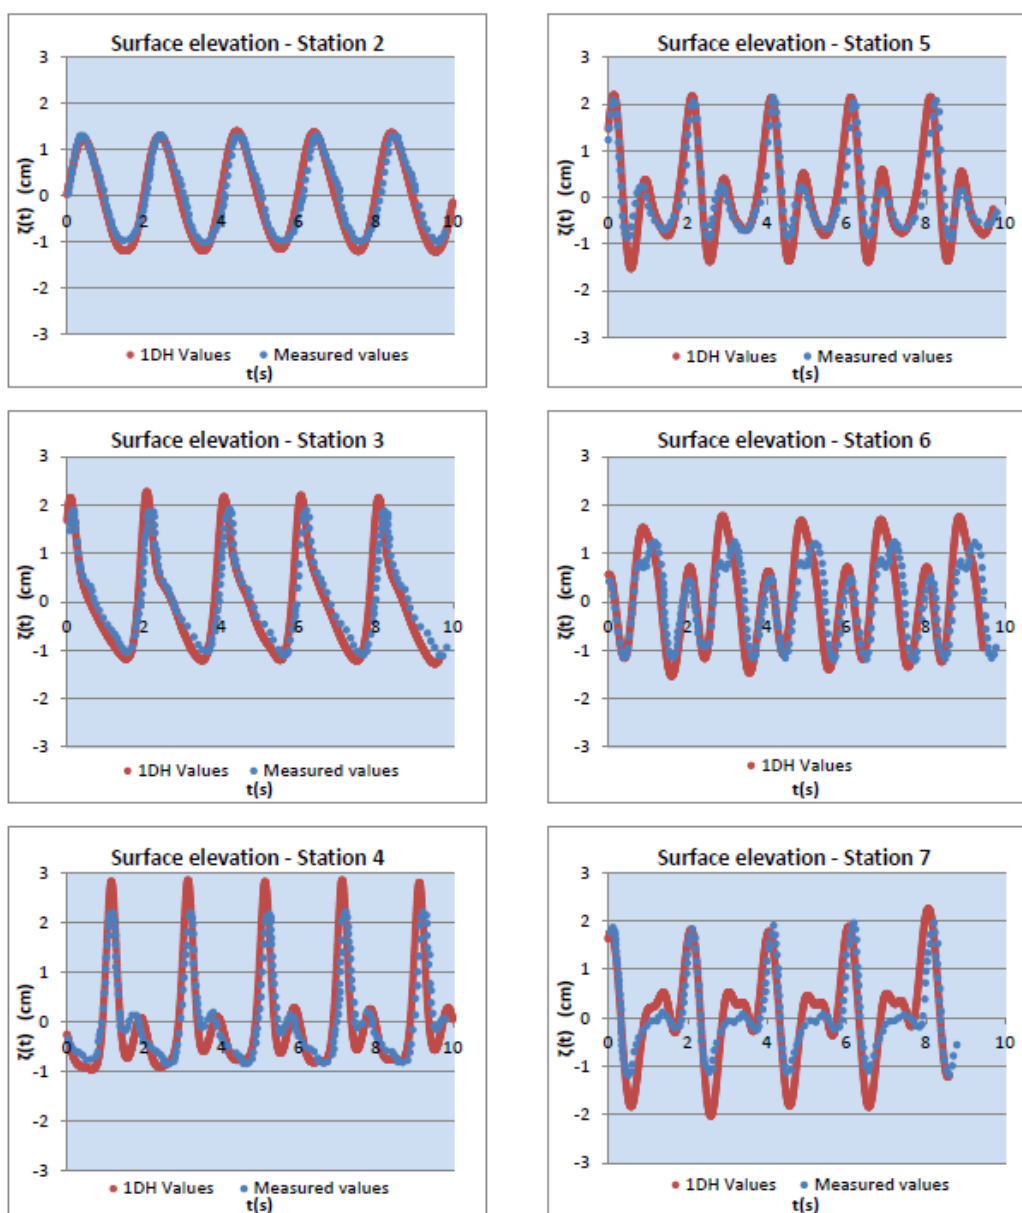 Surface elevation - Station 2
3
2
1
0
-1
-2
-3
ζ(t) (cm)
0 2 4 6 8 10
1DH Values Measured values
t(s)
Surface elevation - Station 5
3
2
1
0
-1
-2
-3
ζ(t) (cm)
0 2 4 6 8 10
1DH Values Measured values
t(s)
Surface elevation - Station 3
3
2
1
0
-1
-2
-3
ζ(t) (cm)
0 2 4 6 8 10
1DH Values Measured values
t(s)
Surface elevation - Station 6
3
2
1
0
-1
-2
-3
ζ(t) (cm)
0 2 4 6 8 10
1DH Values
t(s)
Surface elevation - Station 4
3
2
1
0
-1
-2
-3
ζ(t) (cm)
0 2 4 6 8 10
1DH Values Measured values
t(s)
Surface elevation - Station 7
3
2
1
0
-1
-2
-3
ζ(t) (cm)
0 2 4 6 8 10
1DH Values Measured values
t(s)